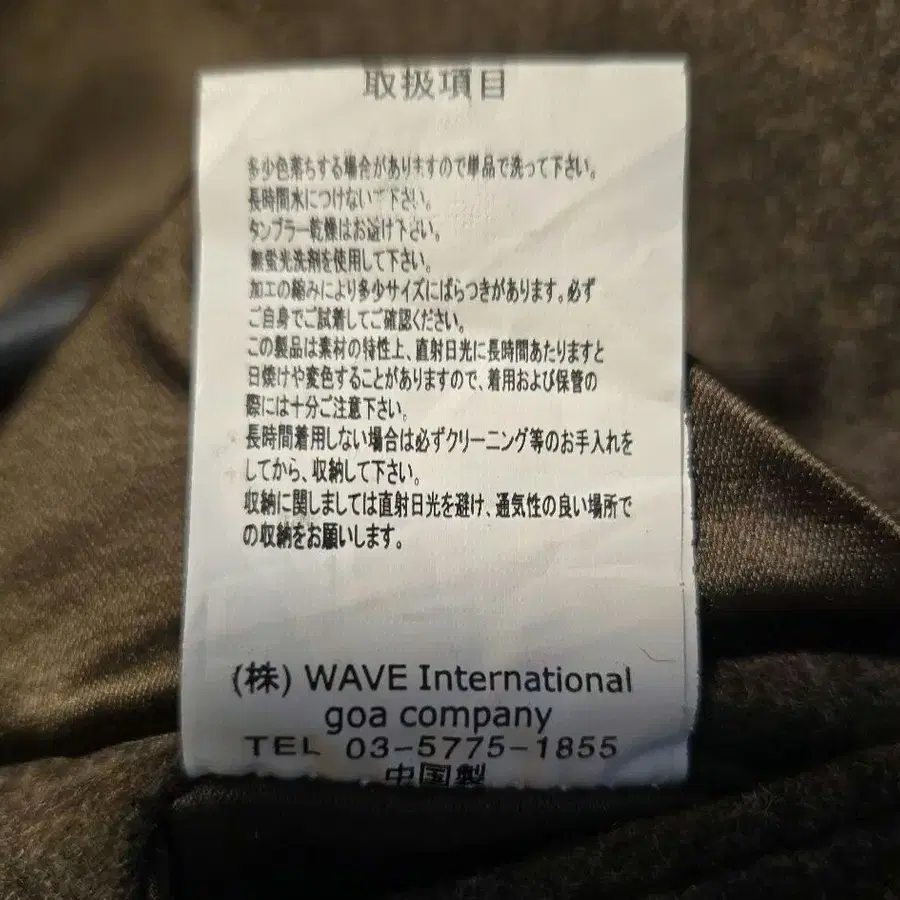 取扱項目
多少色落ちする場合がありますので単品で洗って下さい。
長時間水につけないで下さい。
タンブラー乾燥はお避け下さい。
無蛍光洗剤を使用して下さい。
加工の縮みにより多少サイズにばらつきがあります。必ず
ご自身でご試着してご確認ください。
この製品は素材の特性上、直射日光に長時間あたりますと
日焼けや変色することがありますので、着用および保管の
際には十分ご注意下さい。
長時間着用しない場合は必ずクリーニング等のお手入れを
してから、収納して下さい。
収納に関しましては直射日光を避け、通気性の良い場所で
の収納をお願いします。
(株) WAVE International
goa company
TEL 03-5775-1855
中国製